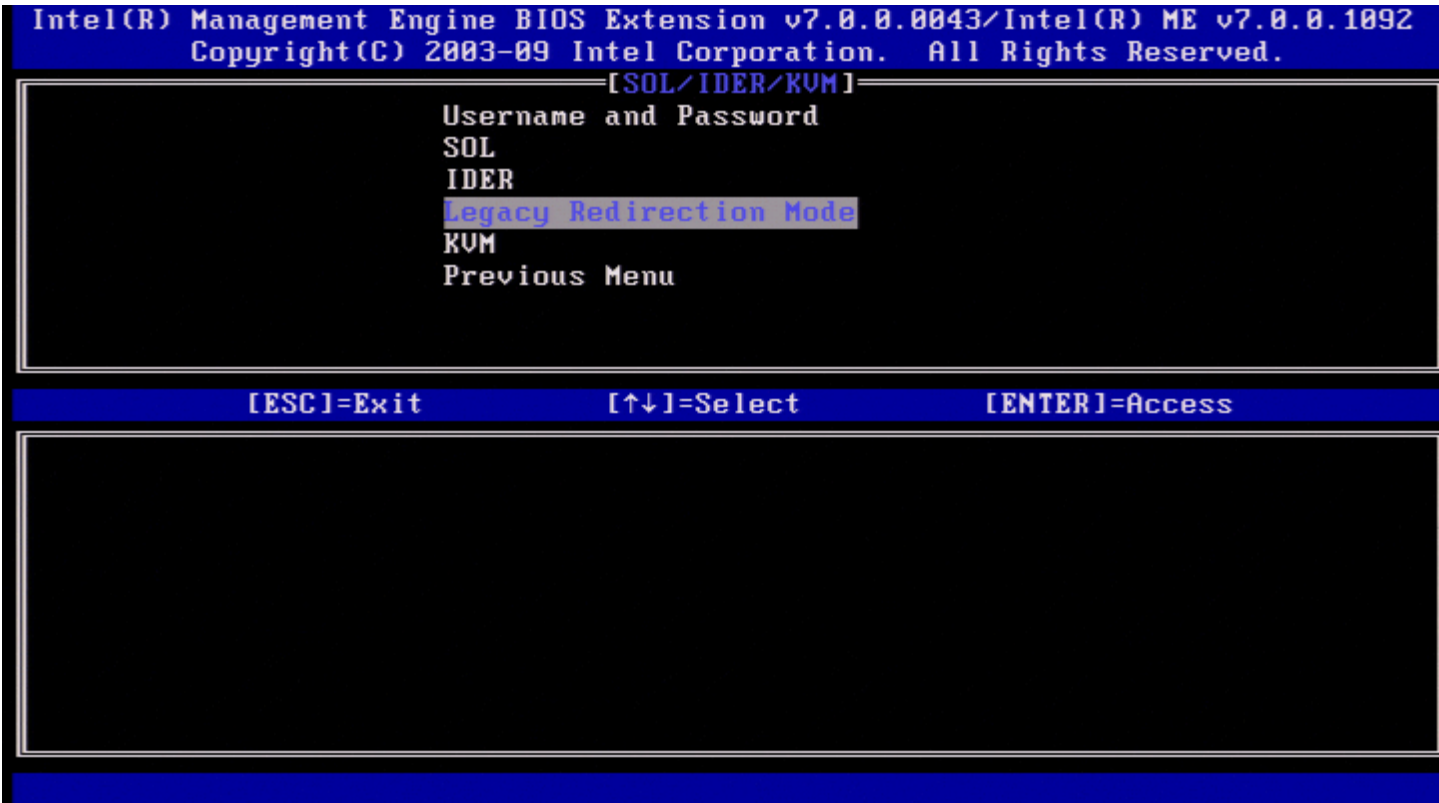 Intel(R) Management Engine BIOS Extension v7.0.0.0043/Intel(R) ME v7.0.0.1092
Copyright(C) 2003-09 Intel Corporation. All Rights Reserved.
[SOL/IDER/KVM]
Username and Password
SOL
IDER
Legacy Redirection Mode
KVM
Previous Menu
[ESC]=Exit [↑↓]=Select [ENTER]=Access